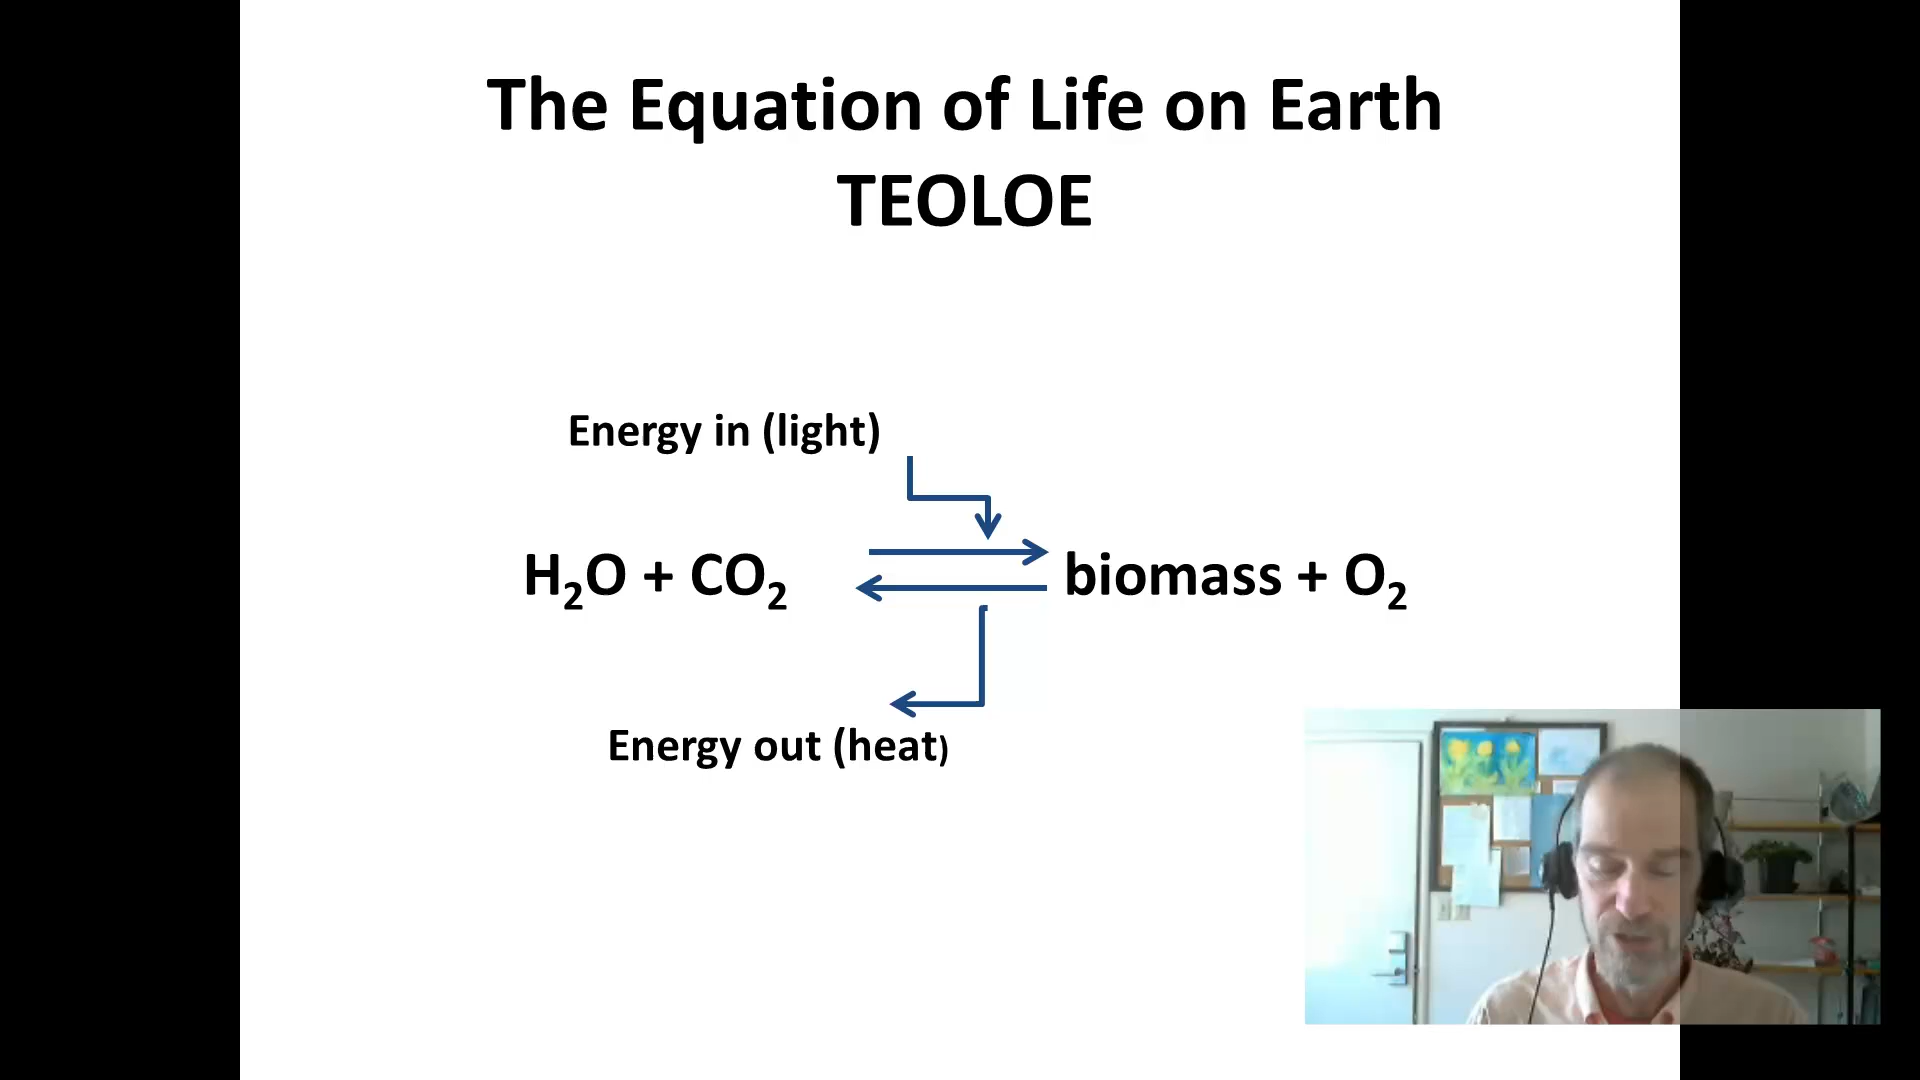 The Equation of Life on Earth
TEOLOE
Energy in (light)
H₂O + CO₂ biomass + O₂
Energy out (heat)